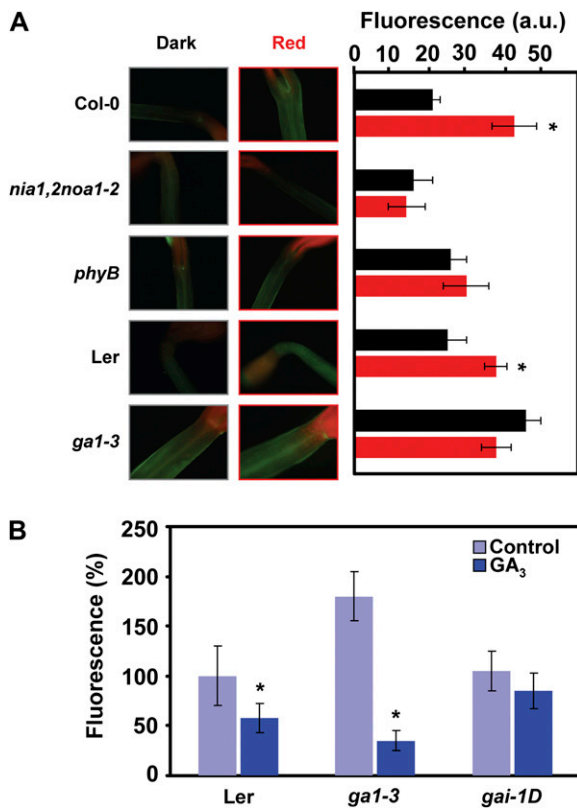 A
Dark
Red
Fluorescence (a.u.)
0 10 20 30 40 50
Col-0
*
nia1,2noa1-2
phyB
Ler
*
ga1-3
B
Fluorescence (%)
250
200
150
100
50
0
Control
GA3
*
*
Ler ga1-3 gai-1D